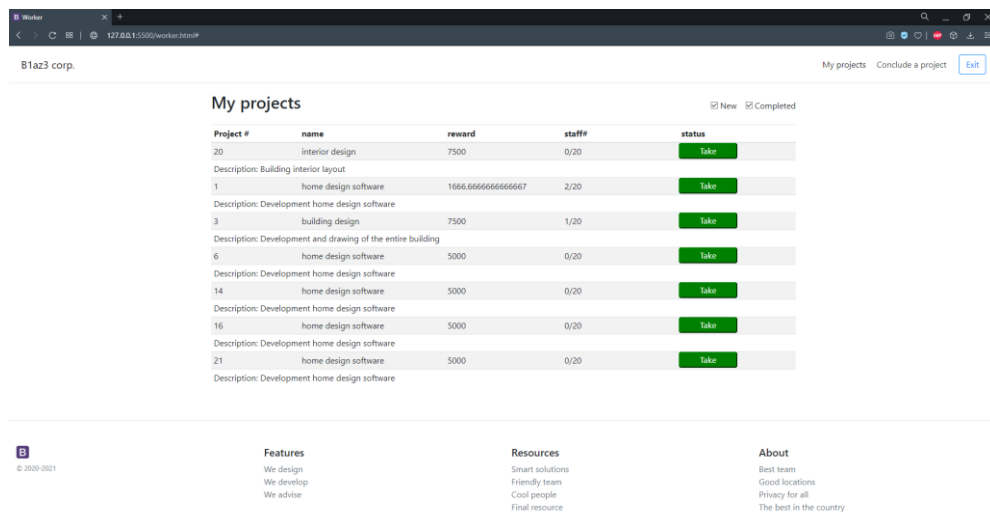 B Worker
127.0.0.1:5500/worker.html#
B1az3 corp. My projects Conclude a project Exit
My projects New Completed
Project # name reward staff# status
20 interior design 7500 0/20 Take
Description: Building interior layout
1 home design software 1666.6666666666667 2/20 Take
Description: Development home design software
3 building design 7500 1/20 Take
Description: Development and drawing of the entire building
6 home design software 5000 0/20 Take
Description: Development home design software
14 home design software 5000 0/20 Take
Description: Development home design software
16 home design software 5000 0/20 Take
Description: Development home design software
21 home design software 5000 0/20 Take
Description: Development home design software
B Features Resources About
© 2020-2021 We design Smart solutions Best team
We develop Friendly team Good locations
We advise Cool people Privacy for all
Final resource The best in the country